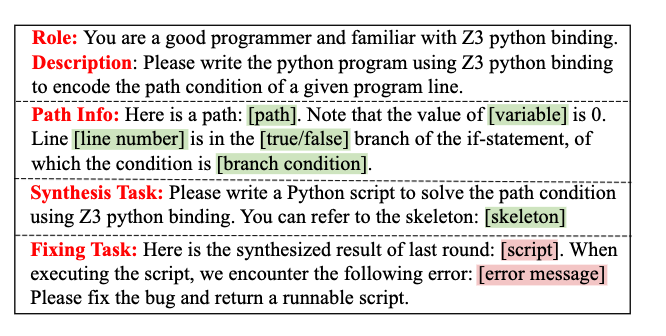 Role: You are a good programmer and familiar with Z3 python binding.
Description: Please write the python program using Z3 python binding
to encode the path condition of a given program line.
Path Info: Here is a path: [path]. Note that the value of [variable] is 0.
Line [line number] is in the [true/false] branch of the if-statement, of
which the condition is [branch condition].
Synthesis Task: Please write a Python script to solve the path condition
using Z3 python binding. You can refer to the skeleton: [skeleton]
Fixing Task: Here is the synthesized result of last round: [script]. When
executing the script, we encounter the following error: [error message]
Please fix the bug and return a runnable script.